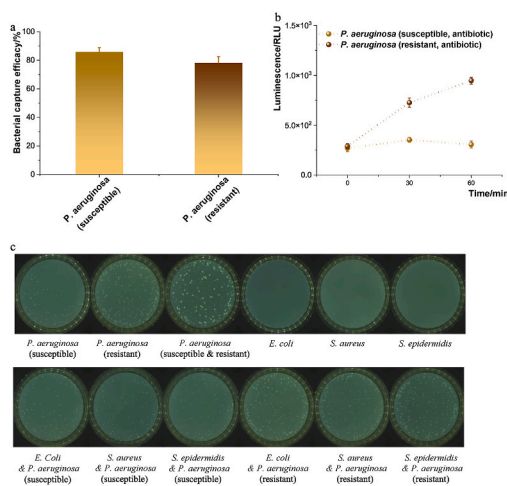 a
Bacterial capture efficacy/%
100
80
60
40
20
0
P. aeruginosa
(susceptible)
P. aeruginosa
(resistant)
b
Luminescence/RLU
1.5×10³
1.0×10³
5.0×10²
0.0
P. aeruginosa (susceptible, antibiotic)
P. aeruginosa (resistant, antibiotic)
0
30
60
Time/min
c
P. aeruginosa
(susceptible)
P. aeruginosa
(resistant)
P. aeruginosa
(susceptible & resistant)
E. coli
S. aureus
S. epidermidis
E. Coli
& P. aeruginosa
(susceptible)
S. aureus
& P. aeruginosa
(susceptible)
S. epidermidis
& P. aeruginosa
(susceptible)
E. coli
& P. aeruginosa
(resistant)
S. aureus
& P. aeruginosa
(resistant)
S. epidermidis
& P. aeruginosa
(resistant)